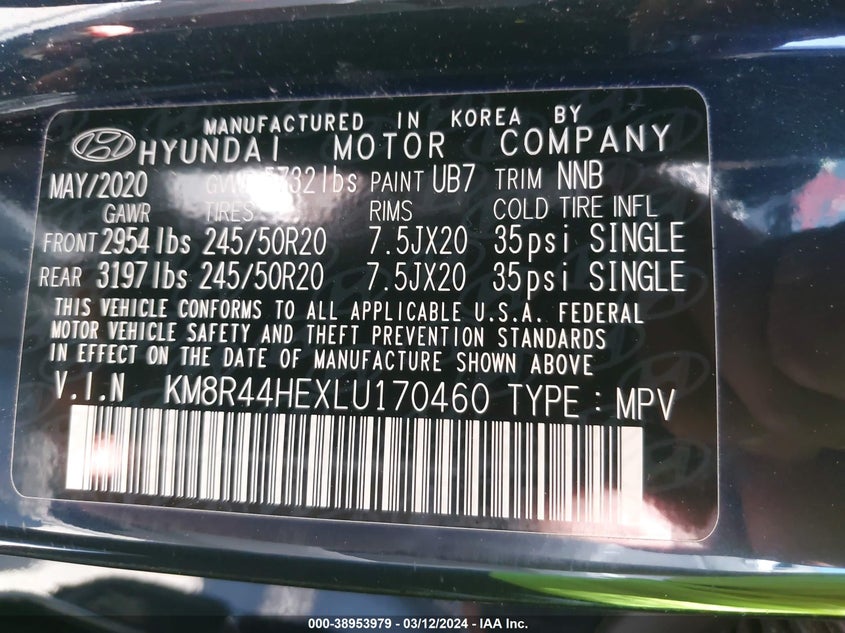 MANUFACTURED IN KOREA BY
HYUNDAI MOTOR COMPANY
MAY/2020 GVWR 5732lbs PAINT UB7 TRIM NNB
GAWR TIRES RIMS COLD TIRE INFL
FRONT 2954 lbs 245/50R20 7.5JX20 35psi SINGLE
REAR 3197 lbs 245/50R20 7.5JX20 35psi SINGLE
THIS VEHICLE CONFORMS TO ALL APPLICABLE U.S.A. FEDERAL
MOTOR VEHICLE SAFETY AND THEFT PREVENTION STANDARDS
IN EFFECT ON THE DATE OF MANUFACTURE SHOWN ABOVE
V.I.N KM8R44HEXLU170460 TYPE : MPV
000-38953979 - 03/12/2024 - IAA Inc.